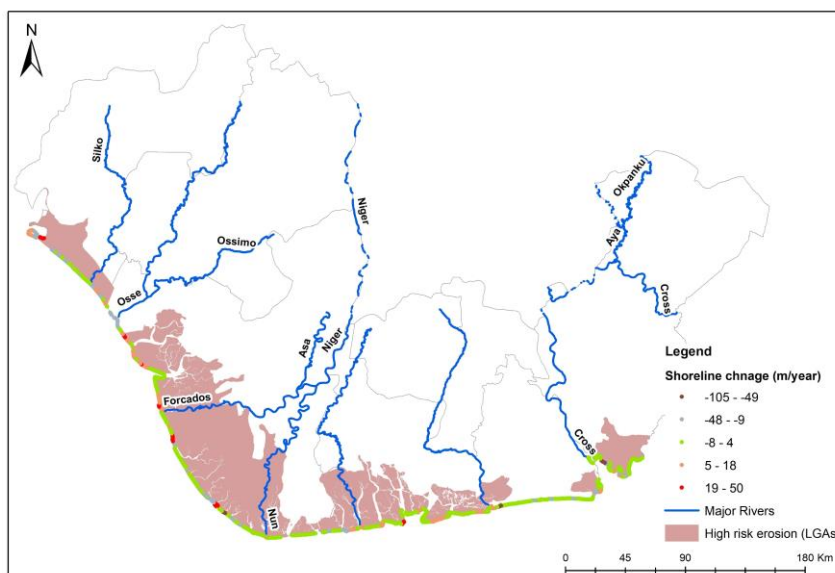 N
Silko
Okpanku
Niger
Aya
Ossimo
Osse
Cross
Asa
Niger
Forcados
Cross
Nun
Legend
Shoreline chnage (m/year)
-105 - -49
-48 - -9
-8 - 4
5 - 18
19 - 50
Major Rivers
High risk erosion (LGAs
0 45 90 180 Km